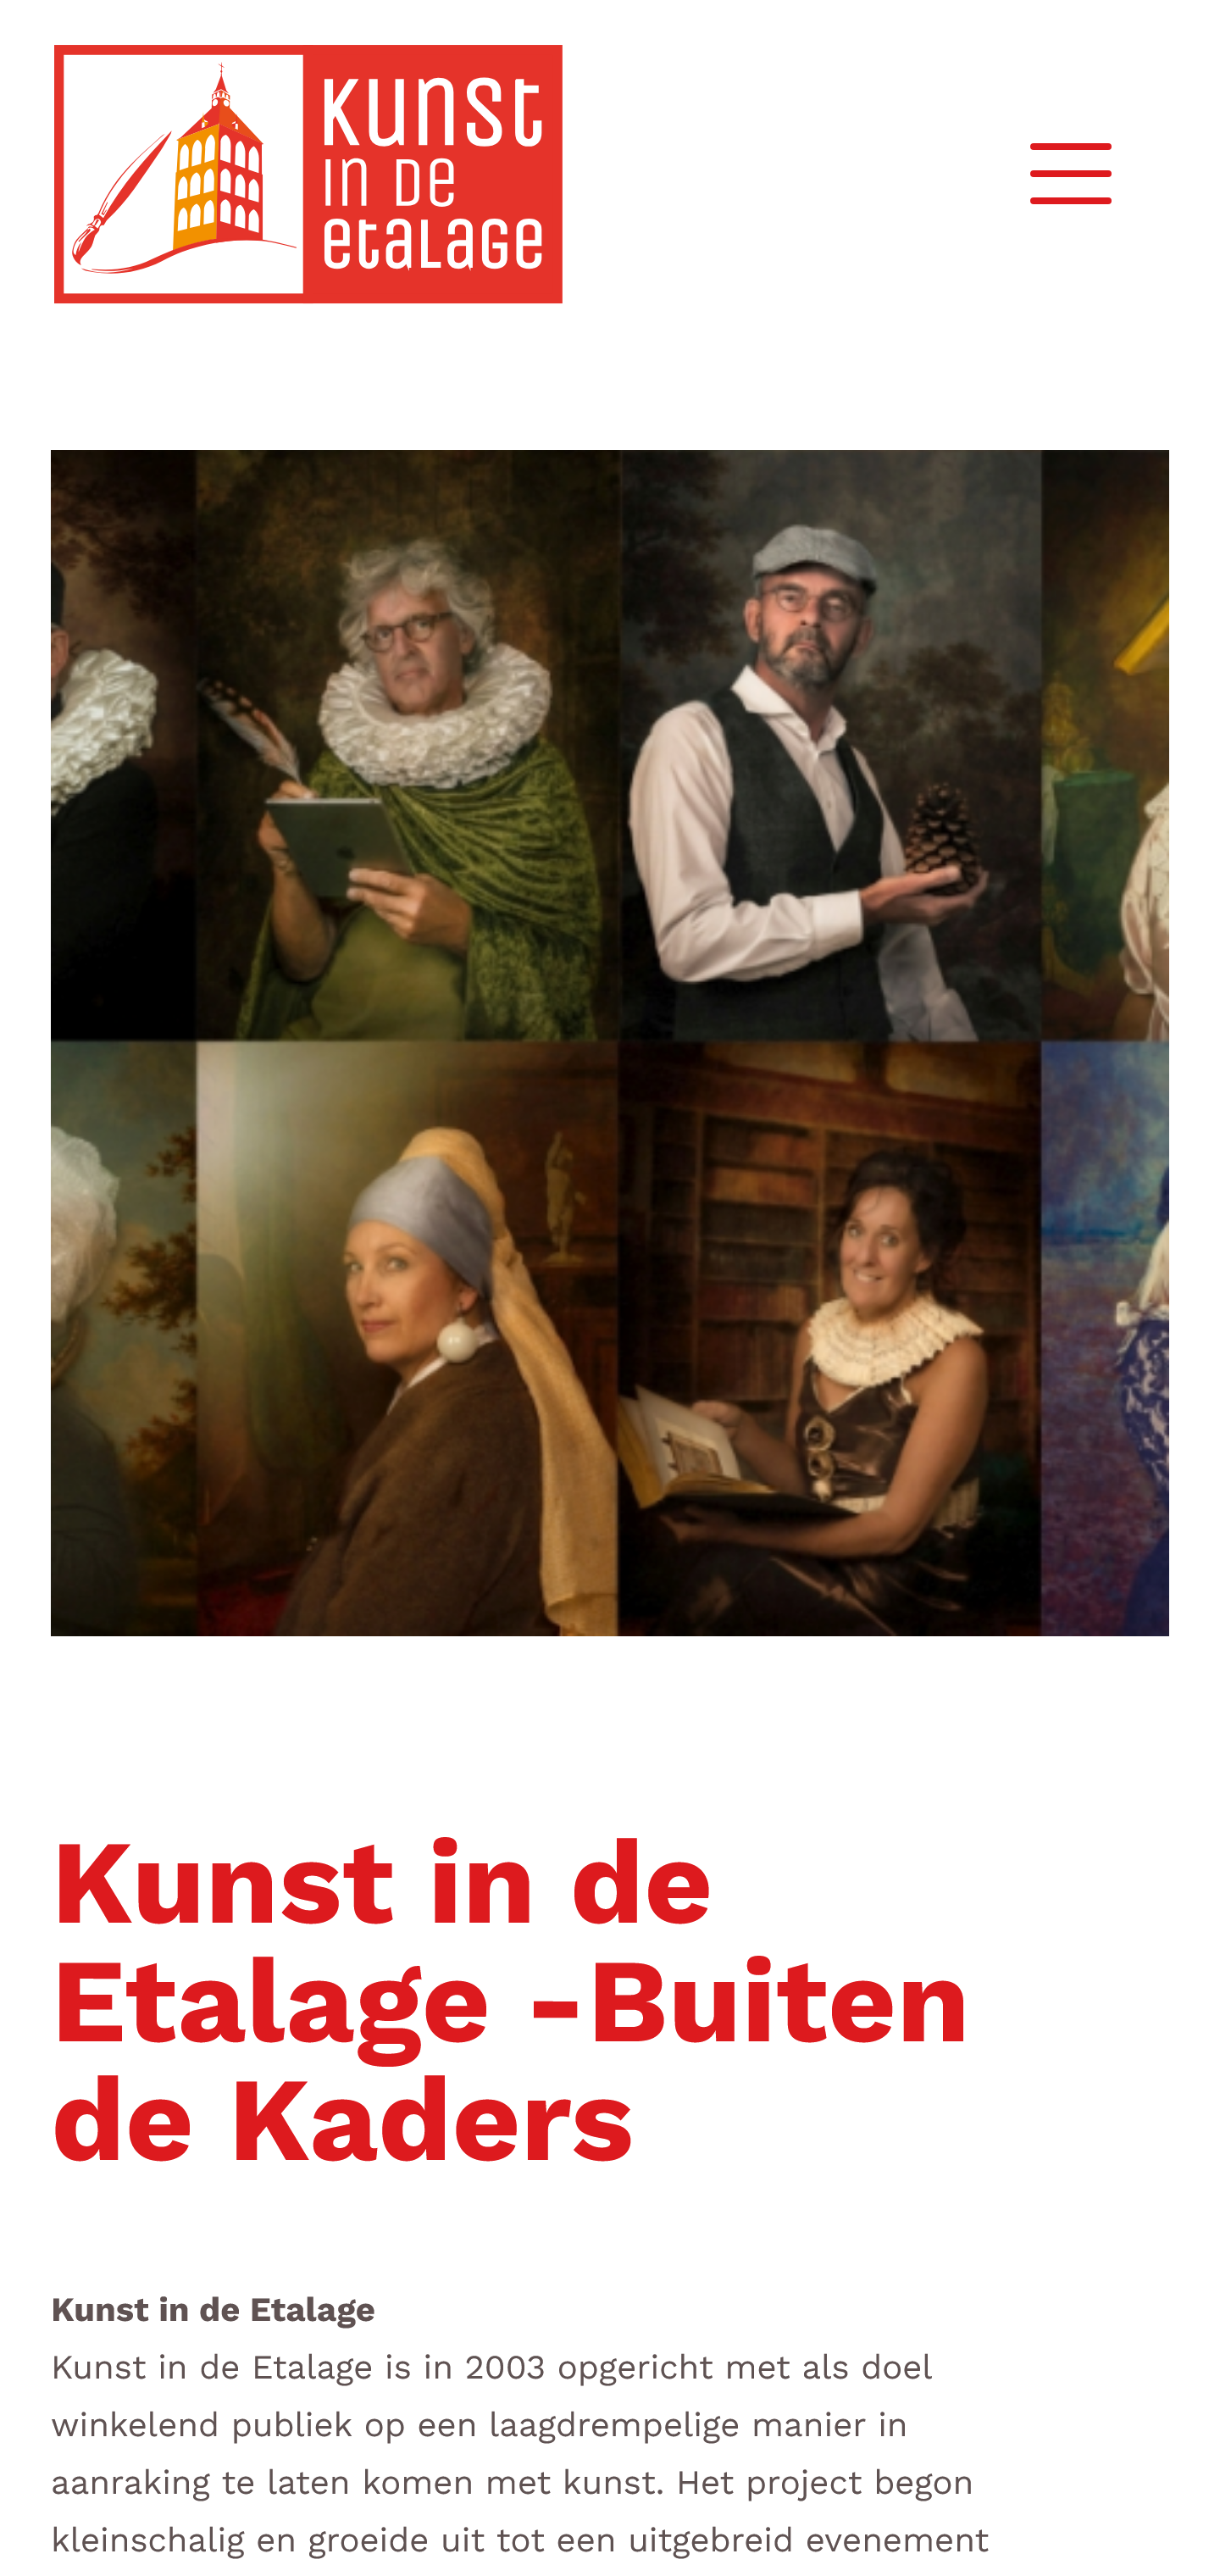 Kunst
in de
etalage
Kunst in de
Etalage -Buiten
de Kaders
Kunst in de Etalage
Kunst in de Etalage is in 2003 opgericht met als doel
winkelend publiek op een laagdrempelige manier in
aanraking te laten komen met kunst. Het project begon
kleinschalig en groeide uit tot een uitgebreid evenement